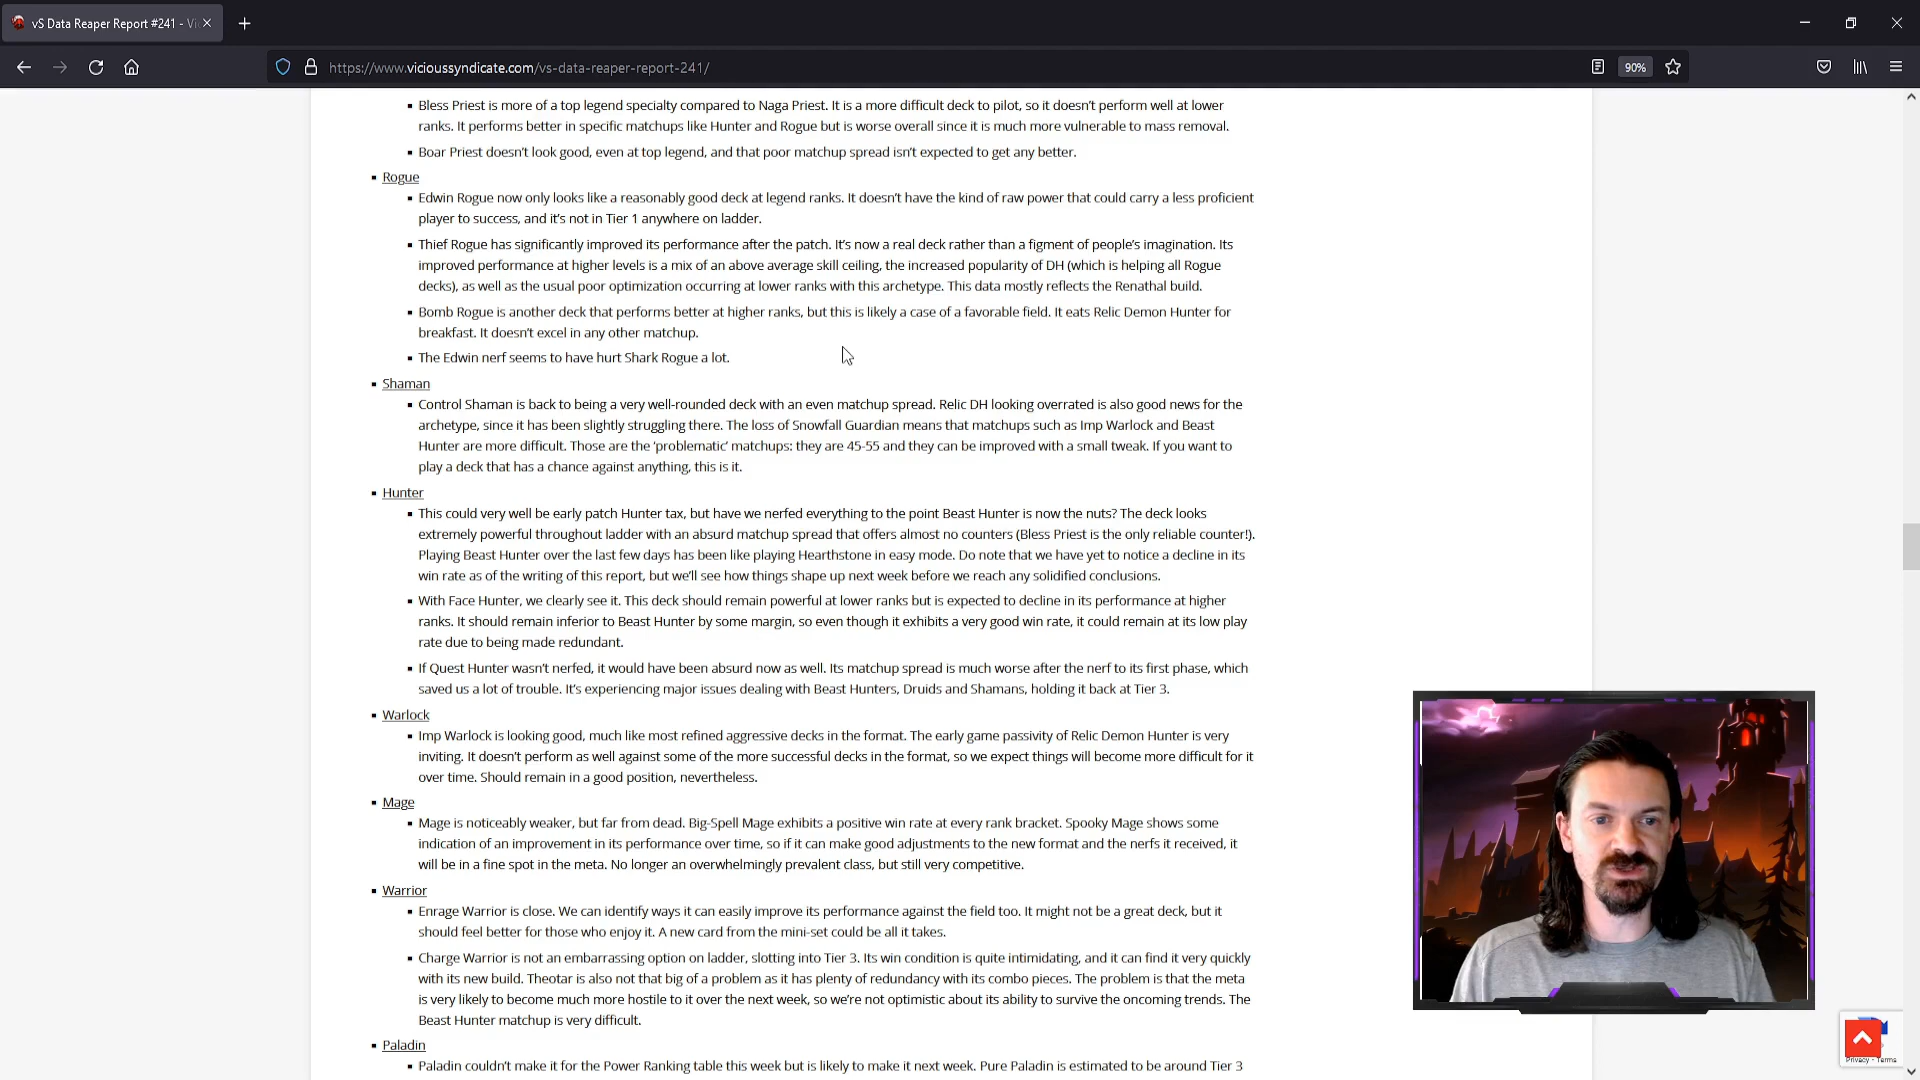 vS Data Reaper Report #241 - Vi
https://www.vicioussyndicate.com/vs-data-reaper-report-241/
90%
Bless Priest is more of a top legend specialty compared to Naga Priest. It is a more difficult deck to pilot, so it doesn't perform well at lower
ranks. It performs better in specific matchups like Hunter and Rogue but is worse overall since it is much more vulnerable to mass removal.
Boar Priest doesn't look good, even at top legend, and that poor matchup spread isn't expected to get any better.
Rogue
Edwin Rogue now only looks like a reasonably good deck at legend ranks. It doesn't have the kind of raw power that could carry a less proficient
player to success, and it's not in Tier 1 anywhere on ladder.
Thief Rogue has significantly improved its performance after the patch. It's now a real deck rather than a figment of people's imagination. Its
improved performance at higher levels is a mix of an above average skill ceiling, the increased popularity of DH (which is helping all Rogue
decks), as well as the usual poor optimization occurring at lower ranks with this archetype. This data mostly reflects the Renathal build.
Bomb Rogue is another deck that performs better at higher ranks, but this is likely a case of a favorable field. It eats Relic Demon Hunter for
breakfast. It doesn't excel in any other matchup.
The Edwin nerf seems to have hurt Shark Rogue a lot.
Shaman
Control Shaman is back to being a very well-rounded deck with an even matchup spread. Relic DH looking overrated is also good news for the
archetype, since it has been slightly struggling there. The loss of Snowfall Guardian means that matchups such as Imp Warlock and Beast
Hunter are more difficult. Those are the 'problematic' matchups: they are 45-55 and they can be improved with a small tweak. If you want to
play a deck that has a chance against anything, this is it.
Hunter
This could very well be early patch Hunter tax, but have we nerfed everything to the point Beast Hunter is now the nuts? The deck looks
extremely powerful throughout ladder with an absurd matchup spread that offers almost no counters (Bless Priest is the only reliable counter!).
Playing Beast Hunter over the last few days has been like playing Hearthstone in easy mode. Do note that we have yet to notice a decline in its
win rate as of the writing of this report, but we'll see how things shape up next week before we reach any solidified conclusions.
With Face Hunter, we clearly see it. This deck should remain powerful at lower ranks but is expected to decline in its performance at higher
ranks. It should remain inferior to Beast Hunter by some margin, so even though it exhibits a very good win rate, it could remain at its low play
rate due to being made redundant.
If Quest Hunter wasn't nerfed, it would have been absurd now as well. Its matchup spread is much worse after the nerf to its first phase, which
saved us a lot of trouble. It's experiencing major issues dealing with Beast Hunters, Druids and Shamans, holding it back at Tier 3.
Warlock
Imp Warlock is looking good, much like most refined aggressive decks in the format. The early game passivity of Relic Demon Hunter is very
inviting. It doesn't perform as well against some of the more successful decks in the format, so we expect things will become more difficult for it
over time. Should remain in a good position, nevertheless.
Mage
Mage is noticeably weaker, but far from dead. Big-Spell Mage exhibits a positive win rate at every rank bracket. Spooky Mage shows some
indication of an improvement in its performance over time, so if it can make good adjustments to the new format and the nerfs it received, it
will be in a fine spot in the meta. No longer an overwhelmingly prevalent class, but still very competitive.
Warrior
Enrage Warrior is close. We can identify ways it can easily improve its performance against the field too. It might not be a great deck, but it
should feel better for those who enjoy it. A new card from the mini-set could be all it takes.
Charge Warrior is not an embarrassing option on ladder, slotting into Tier 3. Its win condition is quite intimidating, and it can find it very quickly
with its new build. Theotar is also not that big of a problem as it has plenty of redundancy with its combo pieces. The problem is that the meta
is very likely to become much more hostile to it over the next week, so we're not optimistic about its ability to survive the oncoming trends. The
Beast Hunter matchup is very difficult.
Paladin
Paladin couldn't make it for the Power Ranking table this week but is likely to make it next week. Pure Paladin is estimated to be around Tier 3
Privacy - Terms